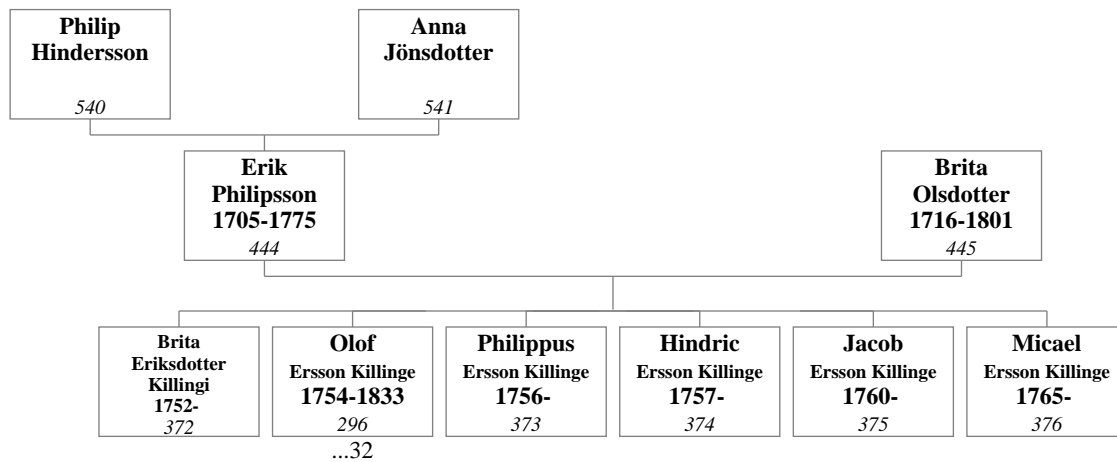 Philip
Hindersson
540
Anna
Jönsdotter
541
Erik
Philipsson
1705-1775
444
Brita
Olsdotter
1716-1801
445
Brita
Eriksdotter
Killingi
1752-
372
Olof
Ersson Killinge
1754-1833
296
...32
Philippus
Ersson Killinge
1756-
373
Hindric
Ersson Killinge
1757-
374
Jacob
Ersson Killinge
1760-
375
Micael
Ersson Killinge
1765-
376